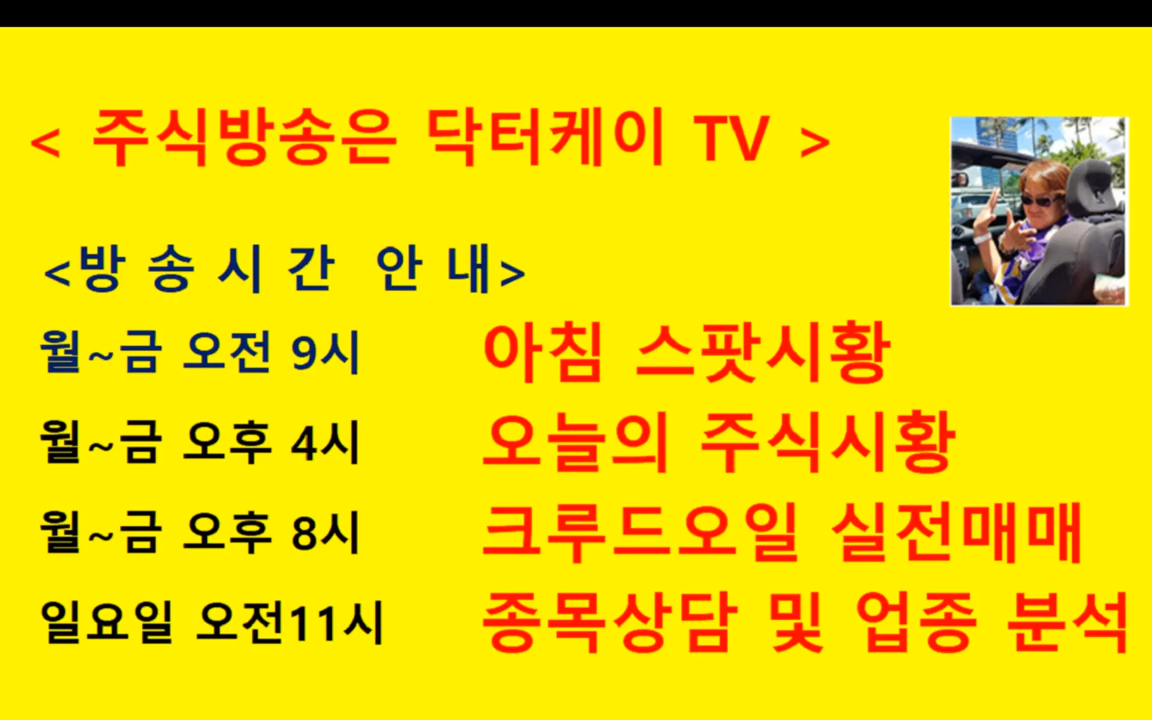 < 주식방송은 닥터케이 TV >
<방 송 시 간 안 내>
월~금 오전 9시 아침 스팟시황
월~금 오후 4시 오늘의 주식시황
월~금 오후 8시 크루드오일 실전매매
일요일 오전11시 종목상담 및 업종 분석